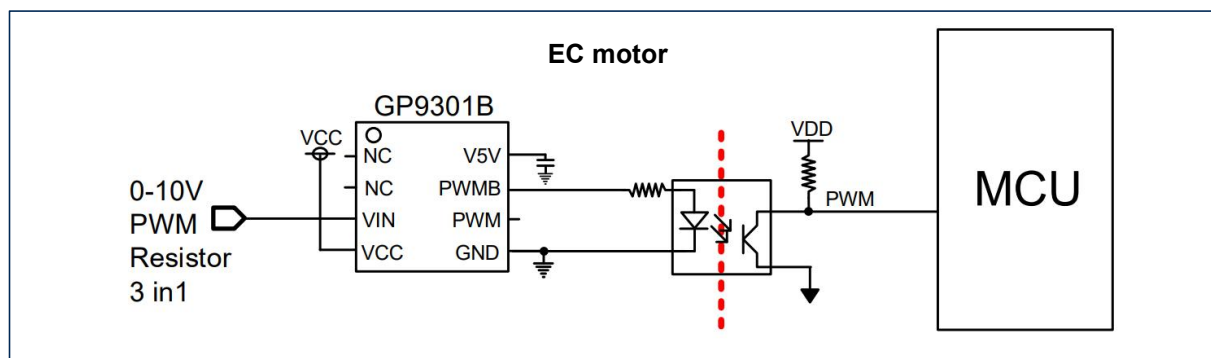 EC motor
GP9301B
VCC
NC
NC
VIN
VCC
V5V
PWMB
PWM
GND
0-10V
PWM
Resistor
3 in1
VDD
PWM
MCU